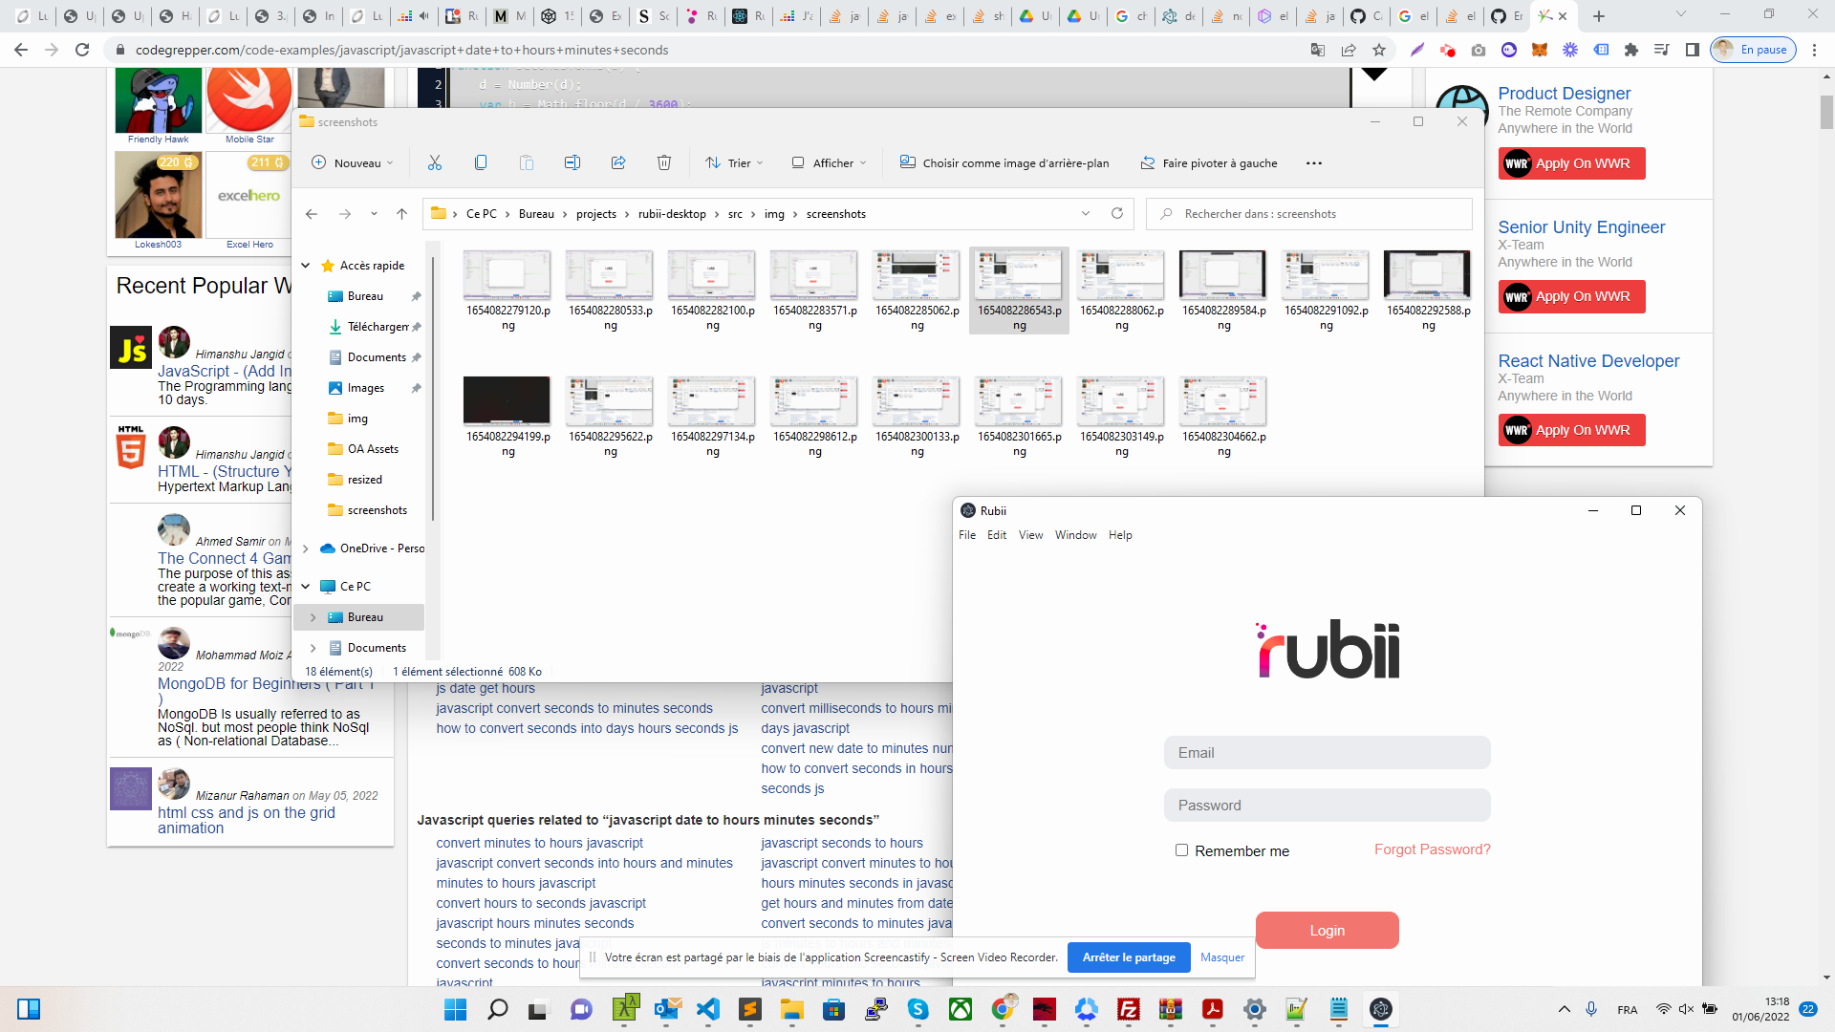 codegrepper.com/code-examples/javascript/javascript+date+to+hours+minutes+seconds
En pause
2 d = Number(d);
3 var h = Math.floor(d / 3600);
Friendly Hawk
Mobile Star
220 G
211 G
excelhero
Lokesh003
Excel Hero
Recent Popular W
JS
Himanshu Jangid
JavaScript - (Add In
The Programming lang
10 days.
HTML
Himanshu Jangid
HTML - (Structure Y
Hypertext Markup Lang
Ahmed Samir on M
The Connect 4 Gam
The purpose of this ass
create a working text-m
the popular game, Con
mongoDB
Mohammad Moiz A
2022
MongoDB for Beginners ( Part 1
)
MongoDB Is usually referred to as
NoSql. but most people think NoSql
as ( Non-relational Database...
Mizanur Rahaman on May 05, 2022
html css and js on the grid
animation
screenshots
Nouveau
Trier
Afficher
Choisir comme image d'arrière-plan
Faire pivoter à gauche
Ce PC > Bureau > projects > rubii-desktop > src > img > screenshots
Rechercher dans : screenshots
Accès rapide
Bureau
Téléchargem
Documents
Images
img
OA Assets
resized
screenshots
OneDrive - Perso
Ce PC
Bureau
Documents
1654082279120.png
1654082280533.png
1654082282100.png
1654082283571.png
1654082285062.png
1654082286543.png
1654082288062.png
1654082289584.png
1654082291092.png
1654082292588.png
1654082294199.png
1654082295622.png
1654082297134.png
1654082298612.png
1654082300133.png
1654082301665.png
1654082303149.png
1654082304662.png
18 élément(s)
1 élément sélectionné 608 Ko
js date get hours
javascript convert seconds to minutes seconds
how to convert seconds into days hours seconds js
javascript
convert milliseconds to hours mi
days javascript
convert new date to minutes num
how to convert seconds in hours
seconds js
Javascript queries related to “javascript date to hours minutes seconds”
convert minutes to hours javascript
javascript convert seconds into hours and minutes
minutes to hours javascript
convert hours to seconds javascript
javascript hours minutes seconds
seconds to minutes java
convert seconds to hour
javascript
javascript seconds to hours
javascript convert minutes to hou
hours minutes seconds in javasc
get hours and minutes from date
convert seconds to minutes java
javascript minutes to hours
Product Designer
The Remote Company
Anywhere in the World
WWR Apply On WWR
Senior Unity Engineer
X-Team
Anywhere in the World
WWR Apply On WWR
React Native Developer
X-Team
Anywhere in the World
WWR Apply On WWR
Rubii
File Edit View Window Help
rubii
Email
Password
Remember me
Forgot Password?
Login
Votre écran est partagé par le biais de l'application Screencastify - Screen Video Recorder.
Arrêter le partage
Masquer
FRA
13:18
01/06/2022
22